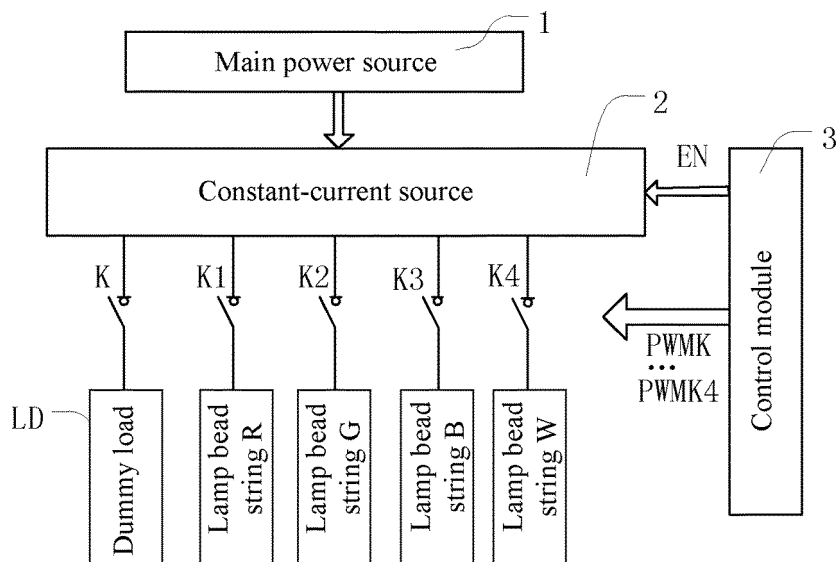 1
Main power source
2
3
EN
Constant-current source
K
K1
K2
K3
K4
PWMK
•••
PWMK4
Control module
LD
Dummy load
Lamp bead
string R
Lamp bead
string G
Lamp bead
string B
Lamp bead
string W